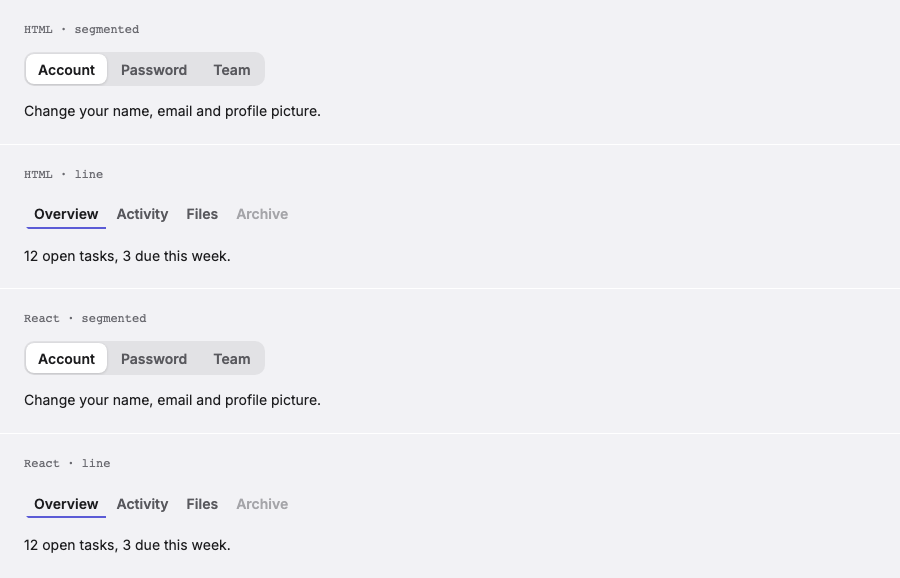 HTML · segmented
Account Password Team
Change your name, email and profile picture.
HTML · line
Overview Activity Files Archive
12 open tasks, 3 due this week.
React · segmented
Account Password Team
Change your name, email and profile picture.
React · line
Overview Activity Files Archive
12 open tasks, 3 due this week.